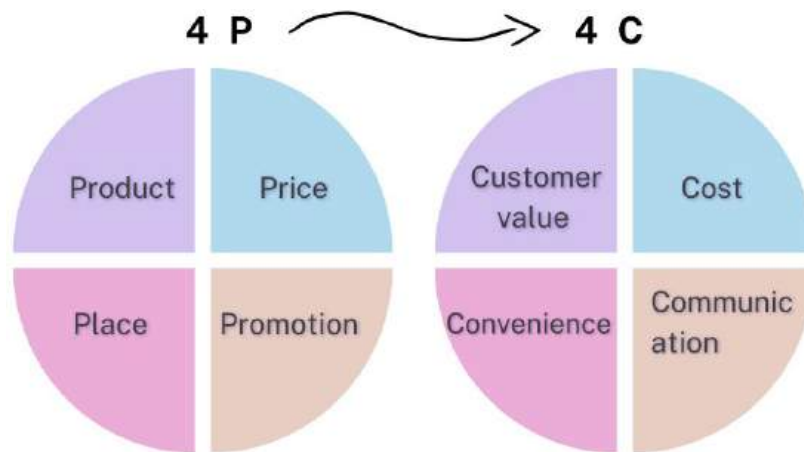 4 P
4 C
Product
Price
Place
Promotion
Customer
value
Cost
Convenience
Communic
ation